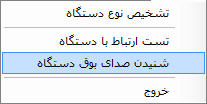 تشخیص نوع دستگاه
تست ارتباط با دستگاه
شنیدن صدای بوق دستگاه
خروج